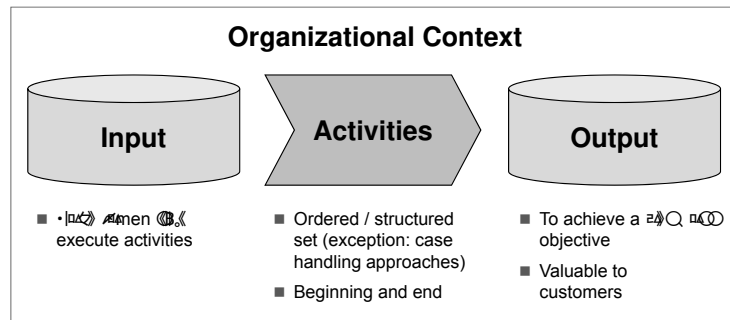 Organizational Context
Input
Activities
Output
■ men
execute activities
■ Ordered / structured
set (exception: case
handling approaches)
■ Beginning and end
■ To achieve a
objective
■ Valuable to
customers